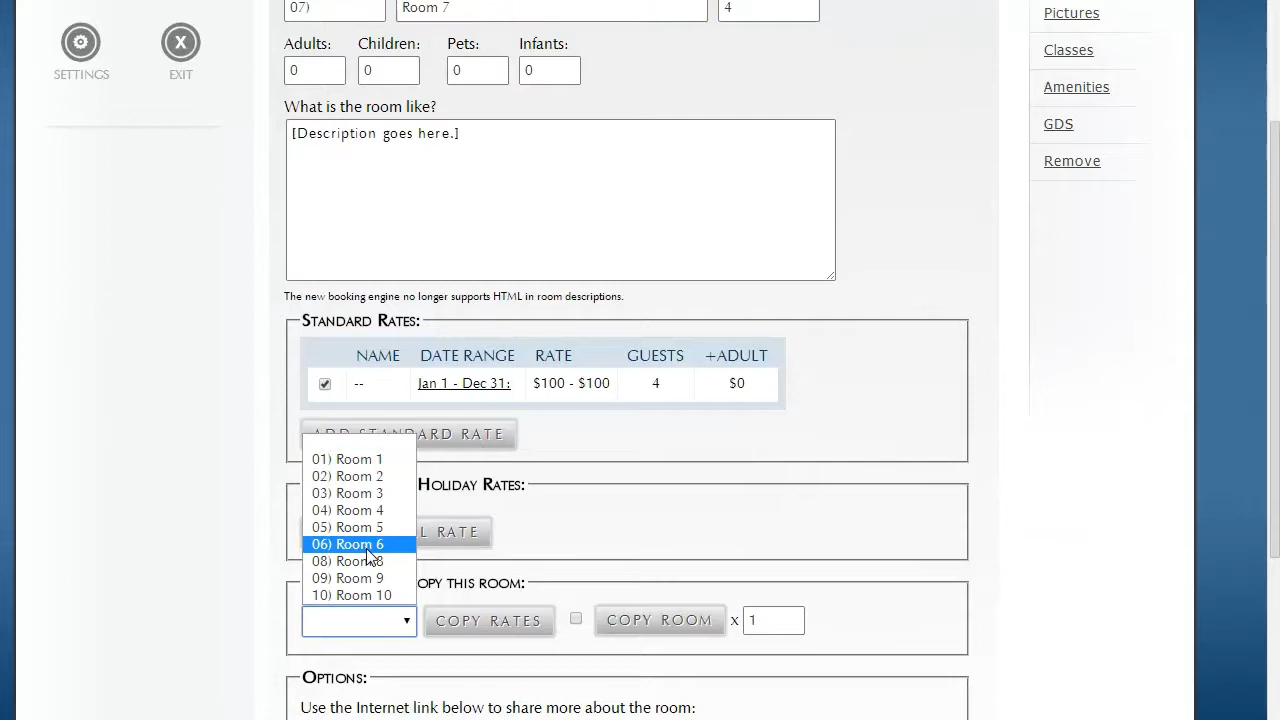 07)
Room 7
4
Pictures
Classes
Amenities
GDS
Remove
SETTINGS
EXIT
Adults:
Children:
Pets:
Infants:
0
0
0
0
What is the room like?
[Description goes here.]
The new booking engine no longer supports HTML in room descriptions.
Standard Rates:
NAME DATE RANGE RATE GUESTS +ADULT
-- Jan 1 - Dec 31: $100 - $100 4 $0
ADD STANDARD RATE
Holiday Rates:
RATE
01) Room 1
02) Room 2
03) Room 3
04) Room 4
05) Room 5
06) Room 6
08) Room 8
09) Room 9
10) Room 10
opy this room:
COPY RATES
COPY ROOM
x
1
Options:
Use the Internet link below to share more about the room: